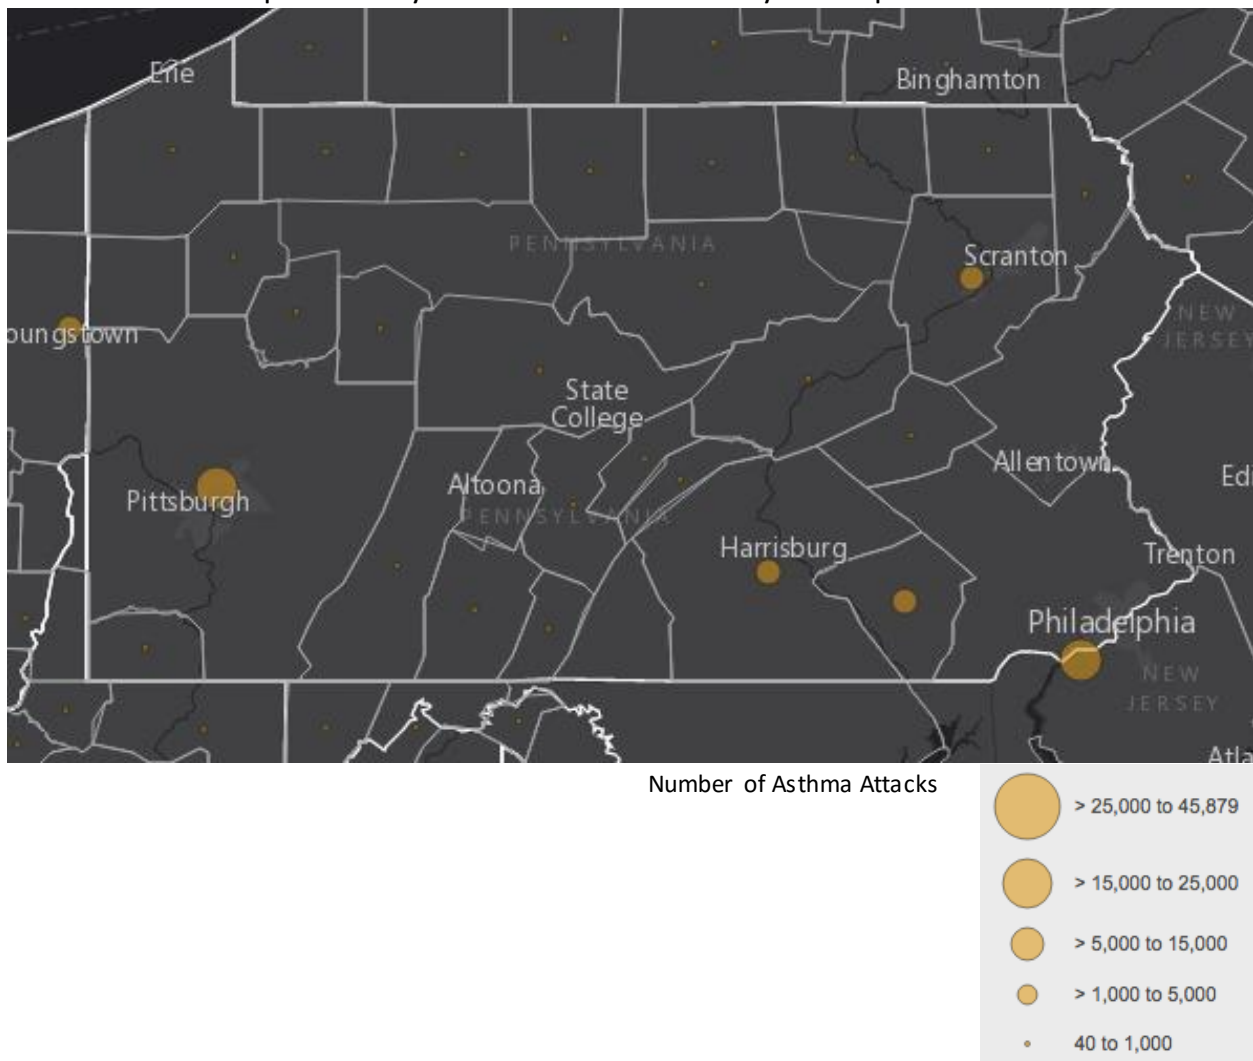 Erie
Binghamton
PENNSYLVANIA
Scranton
NEW
JERSEY
oungstown
State
College
Allentown
Edi
Altoona
Pittsburgh
PENNSYLVANIA
Harrisburg
Trenton
Philadelphia
NEW
JERSEY
Atla
Number of Asthma Attacks
> 25,000 to 45,879
> 15,000 to 25,000
> 5,000 to 15,000
> 1,000 to 5,000
40 to 1,000